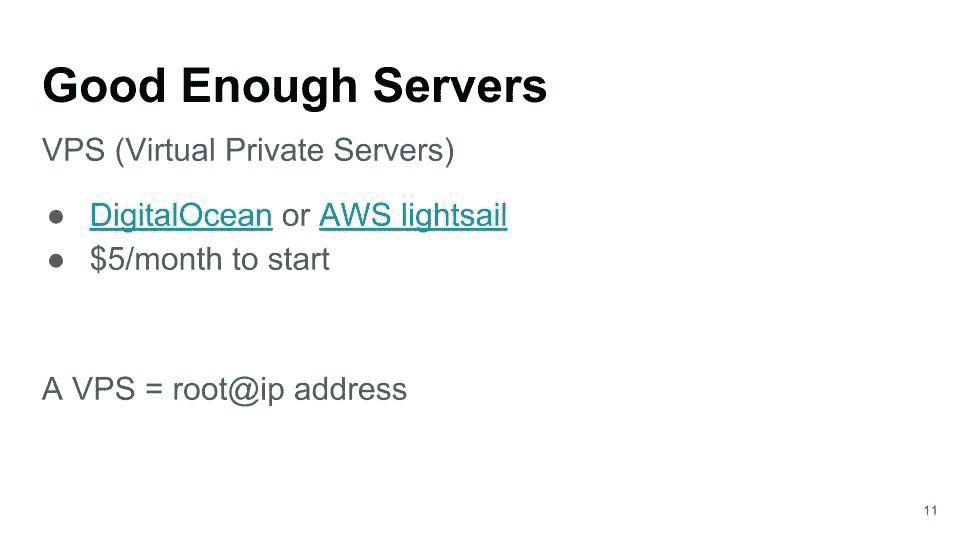 Good Enough Servers
VPS (Virtual Private Servers)
● DigitalOcean or AWS lightsail
● $5/month to start
A VPS = root@ip address
11